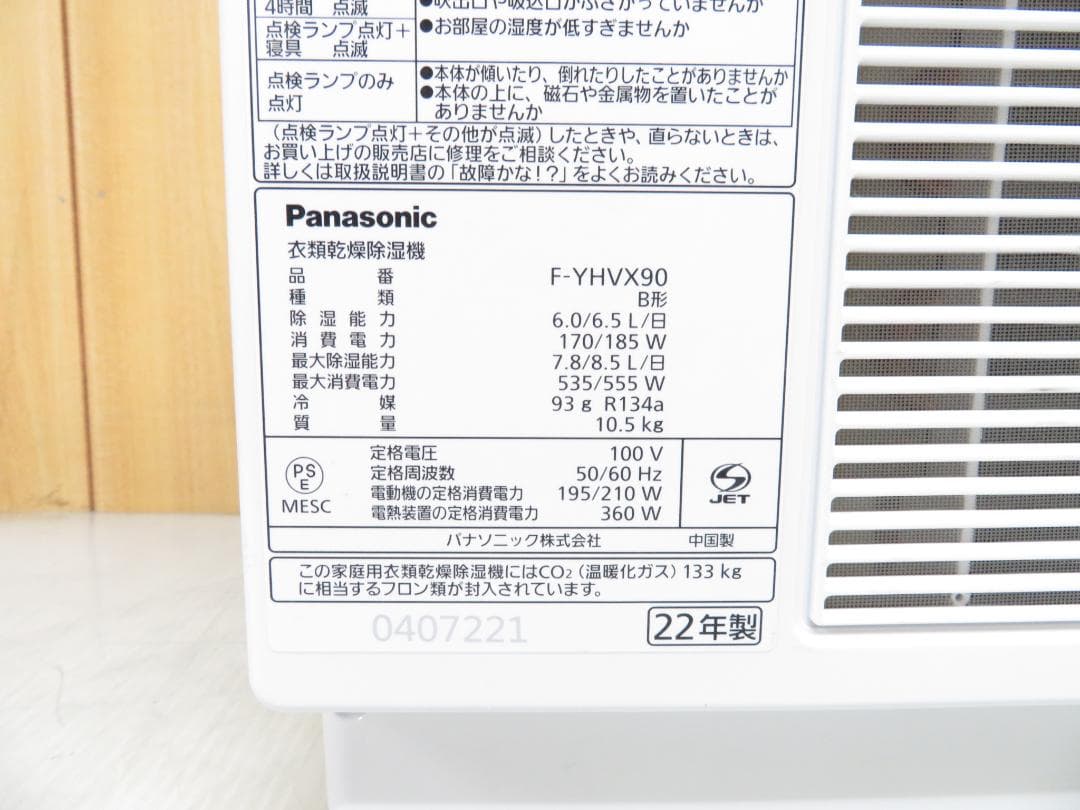 4時間 点滅
●吹出口や吸込口がふさがっていませんか
点検ランプ点灯+
寝具 点滅
●お部屋の湿度が低すぎませんか
点検ランプのみ
点灯
●本体が傾いたり、倒れたりしたことがありませんか
●本体の上に、磁石や金属物を置いたことが
ありませんか
(点検ランプ点灯+その他が点滅)したときや、直らないときは、
お買い上げの販売店に修理をご相談ください。
詳しくは取扱説明書の「故障かな!?」をよくお読みください。
Panasonic
衣類乾燥除湿機
品番 F-YHVX90
種類 B形
除湿能力 6.0/6.5 L/日
消費電力 170/185 W
最大除湿能力 7.8/8.5 L/日
最大消費電力 535/555 W
冷媒 93 g R134a
質量 10.5 kg
PS
E
MESC
定格電圧 100 V
定格周波数 50/60 Hz
電動機の定格消費電力 195/210 W
電熱装置の定格消費電力 360 W
S
JET
パナソニック株式会社 中国製
この家庭用衣類乾燥除湿機にはCO₂(温暖化ガス)133 kg
に相当するフロン類が封入されています。
0407221
22年製